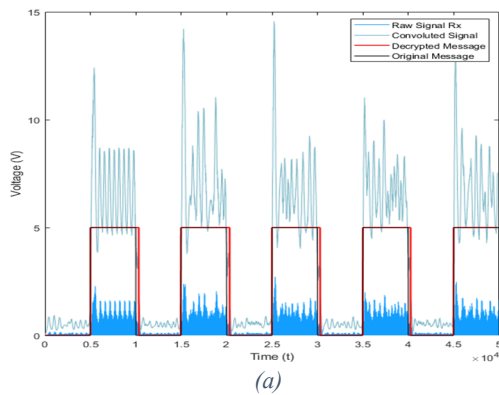 15
Raw Signal Rx
Convoluted Signal
Decrypted Message
Original Message
10
Voltage (V)
5
0
0 0.5 1 1.5 2 2.5 3 3.5 4 4.5 5
Time (t)
× 10⁴
(a)